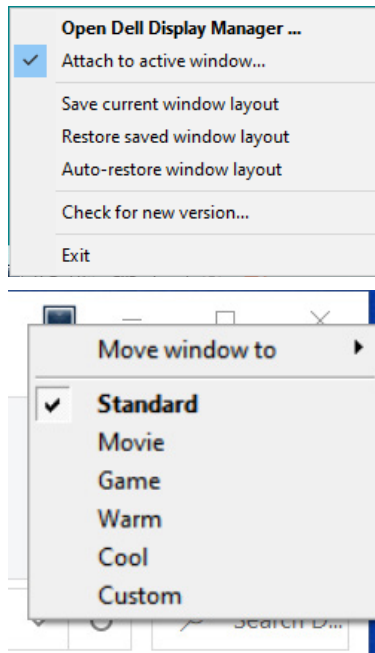 Open Dell Display Manager ...
Attach to active window...
Save current window layout
Restore saved window layout
Auto-restore window layout
Check for new version...
Exit
Move window to
Standard
Movie
Game
Warm
Cool
Custom
Search D...